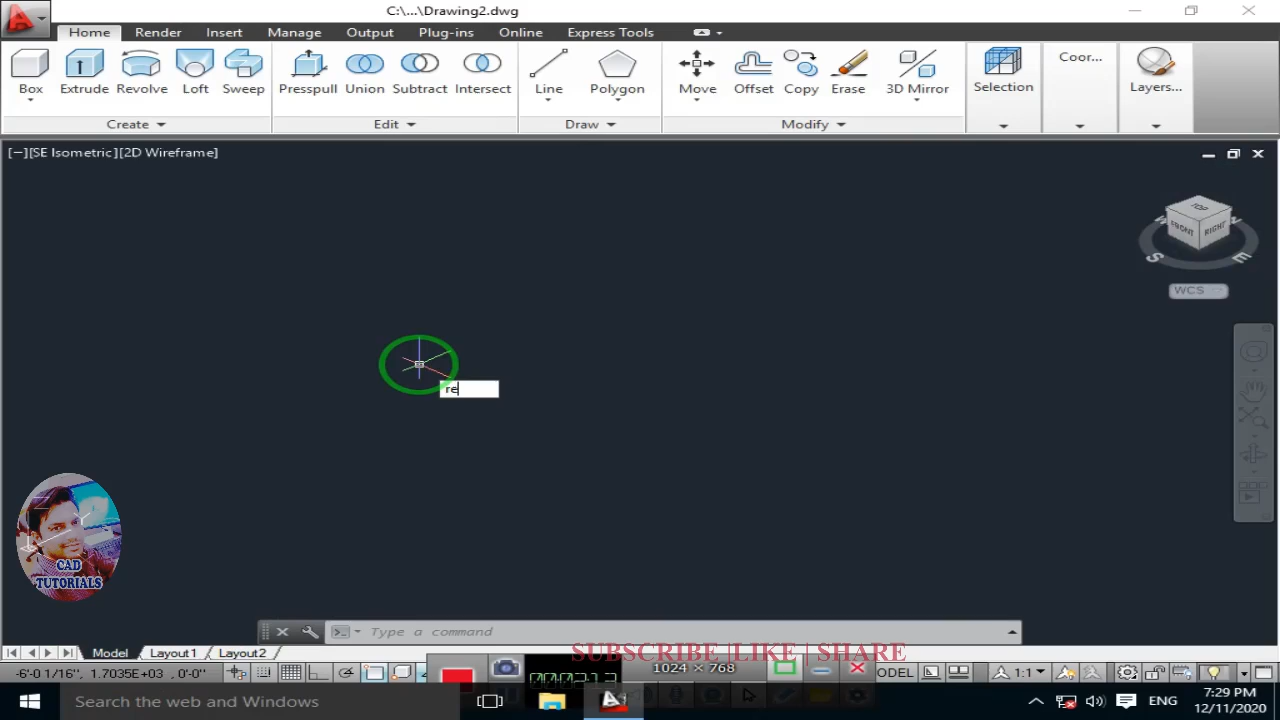 C:\...\Drawing2.dwg
Home Render Insert Manage Output Plug-ins Online Express Tools
Box Extrude Revolve Loft Sweep Presspull Union Subtract Intersect Line Polygon Move Offset Copy Erase 3D Mirror Selection Coor... Layers...
Create Edit Draw Modify
[−][SE Isometric][2D Wireframe]
TOP
FRONT RIGHT
S E
WCS
re
CAD
TUTORIALS
Type a command
Model Layout1 Layout2
SUBSCRIBE |LIKE | SHARE
-6'-0 1/16", 1.7035E+03 ,0'-0"
1024 × 768
ODEL
1:1
Search the web and Windows
ENG
7:29 PM
12/11/2020